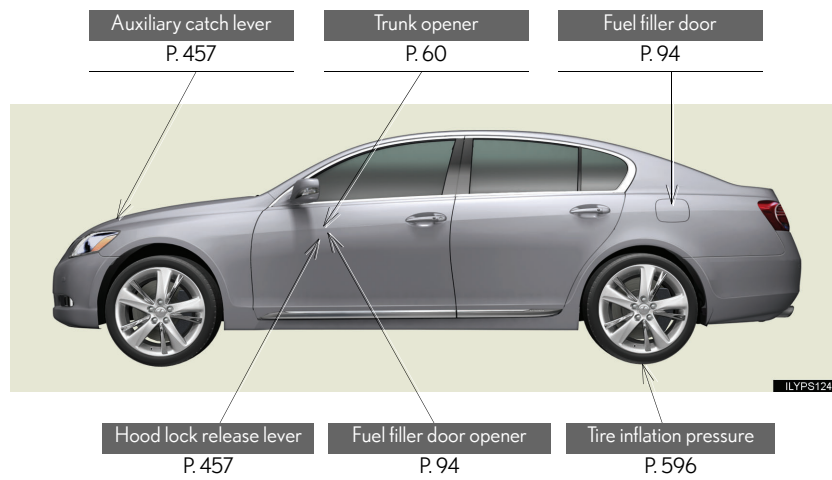 Auxiliary catch lever
P. 457
Trunk opener
P. 60
Fuel filler door
P. 94
ILYPS124
Hood lock release lever
P. 457
Fuel filler door opener
P. 94
Tire inflation pressure
P. 596